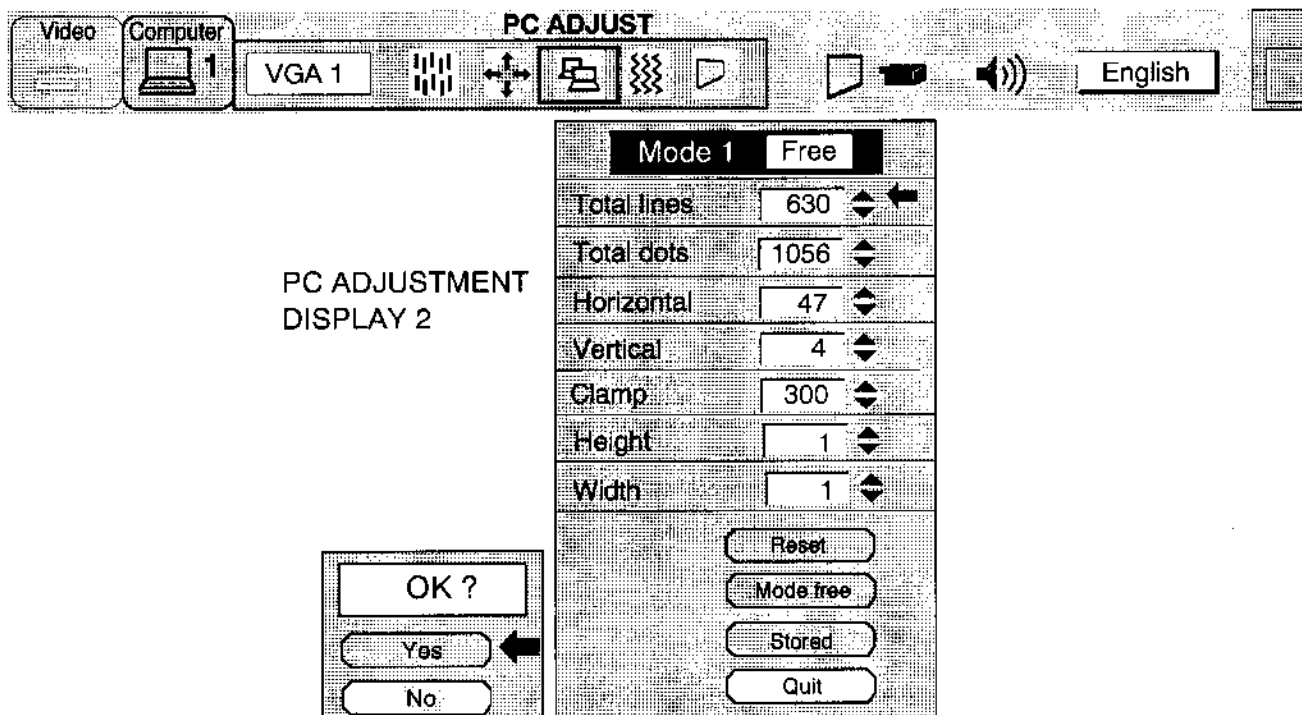 PC ADJUST
Video
Computer
1
VGA 1
English
Mode 1 Free
Total lines 630
Total dots 1056
Horizontal 47
Vertical 4
Clamp 300
Height 1
Width 1
Reset
Mode free
Stored
Quit
PC ADJUSTMENT
DISPLAY 2
OK ?
Yes
No